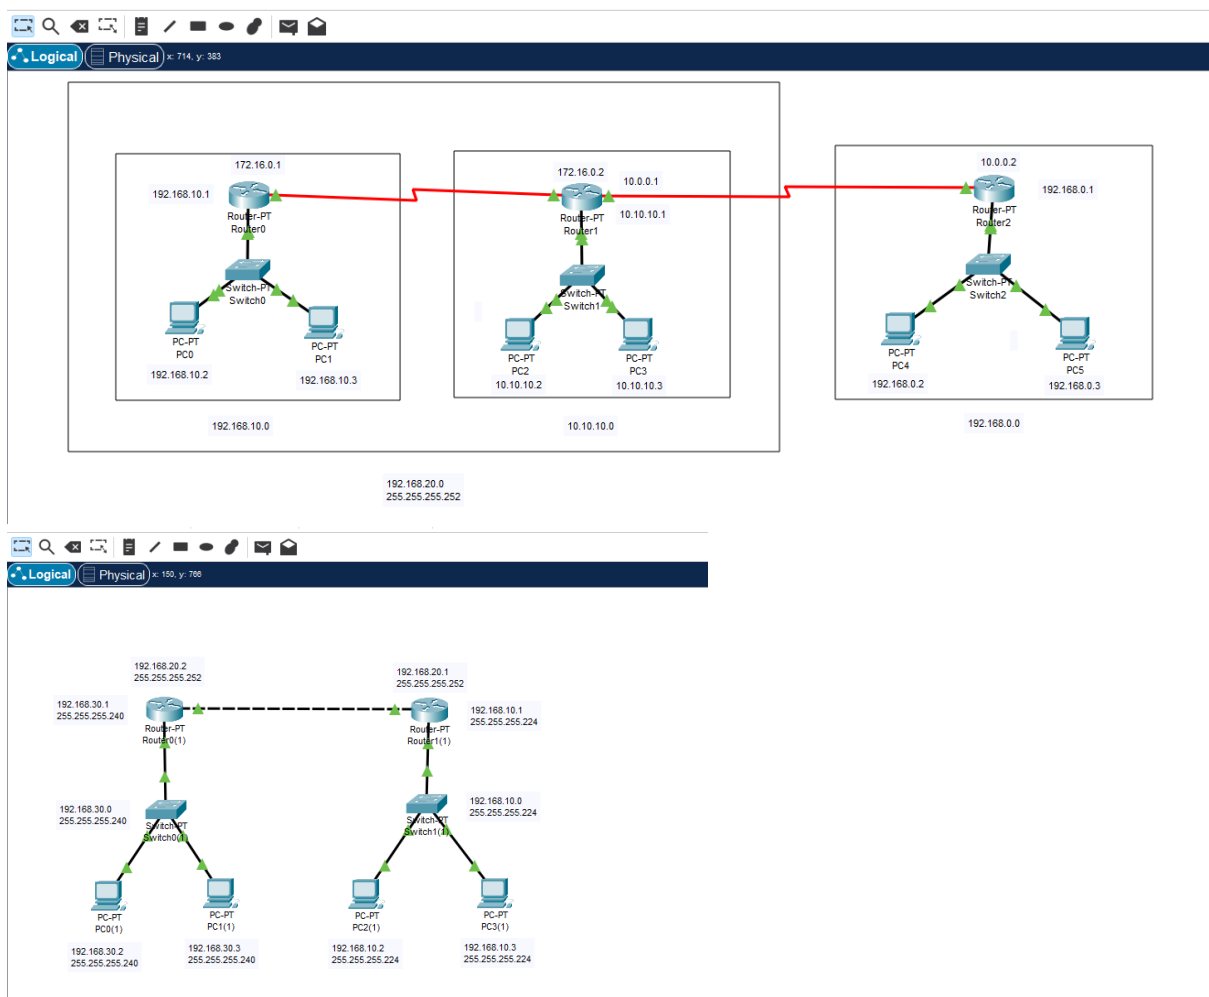 Logical
Physical
x: 714, y: 383
172.16.0.1
192.168.10.1
Router-PT
Router0
Switch-PT
Switch0
PC-PT
PC0
192.168.10.2
PC-PT
PC1
192.168.10.3
192.168.10.0
172.16.0.2
10.0.0.1
10.10.10.1
Router-PT
Router1
Switch-PT
Switch1
PC-PT
PC2
10.10.10.2
PC-PT
PC3
10.10.10.3
10.10.10.0
10.0.0.2
192.168.0.1
Router-PT
Router2
Switch-PT
Switch2
PC-PT
PC4
192.168.0.2
PC-PT
PC5
192.168.0.3
192.168.0.0
192.168.20.0
255.255.255.252
Logical
Physical
x: 150, y: 766
192.168.20.2
255.255.255.252
192.168.30.1
255.255.255.240
Router-PT
Router0(1)
192.168.30.0
255.255.255.240
Switch-PT
Switch0(1)
PC-PT
PC0(1)
192.168.30.2
255.255.255.240
PC-PT
PC1(1)
192.168.30.3
255.255.255.240
192.168.20.1
255.255.255.252
192.168.10.1
255.255.255.224
Router-PT
Router1(1)
192.168.10.0
255.255.255.224
Switch-PT
Switch1(1)
PC-PT
PC2(1)
192.168.10.2
255.255.255.224
PC-PT
PC3(1)
192.168.10.3
255.255.255.224